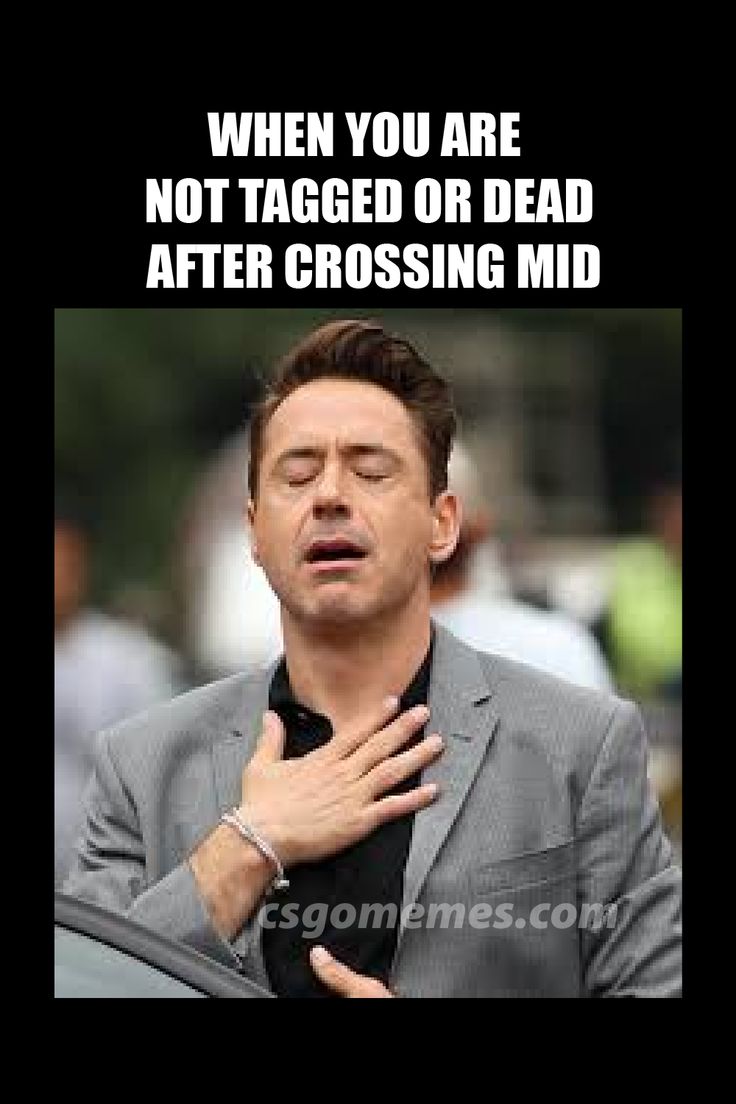 WHEN YOU ARE
NOT TAGGED OR DEAD
AFTER CROSSING MID
csgomemes.com